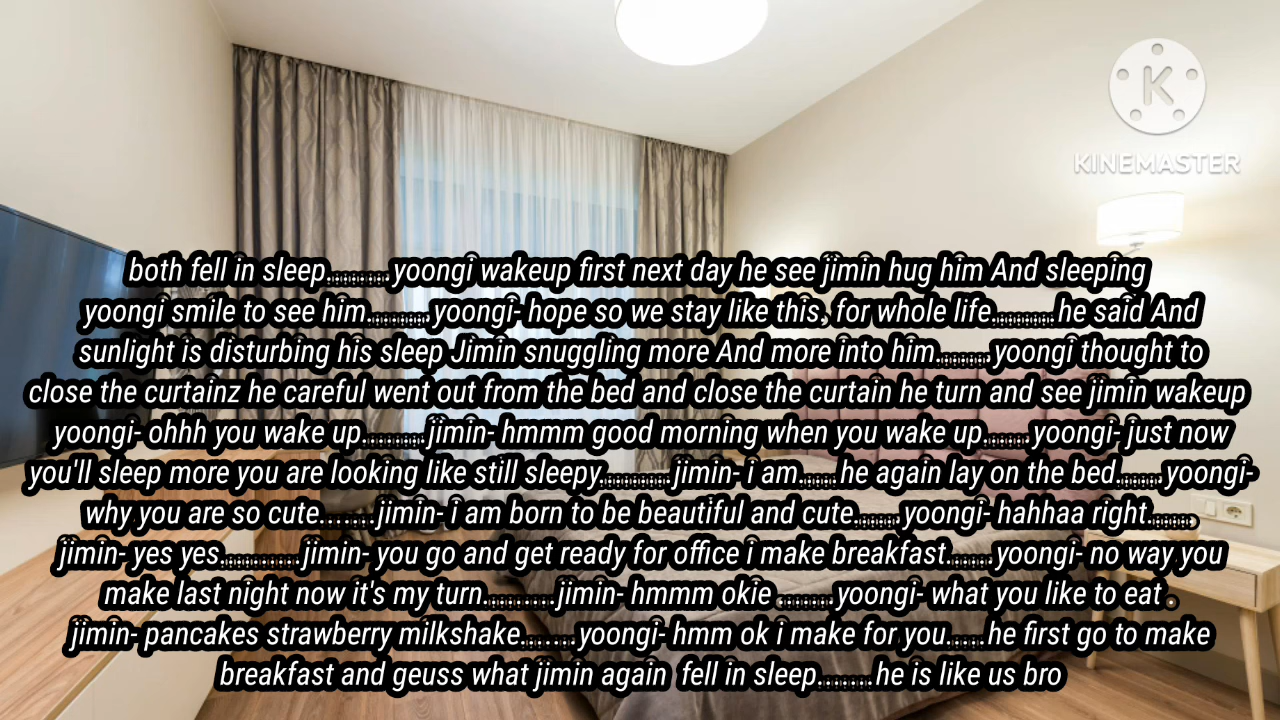 KINEMASTER
both fell in sleep.........yoongi wakeup first next day he see jimin hug him And sleeping
yoongi smile to see him.........yoongi- hope so we stay like this, for whole life.........he said And
sunlight is disturbing his sleep Jimin snuggling more And more into him........yoongi thought to
close the curtainz he careful went out from the bed and close the curtain he turn and see jimin wakeup
yoongi- ohhh you wake up.........jimin- hmmm good morning when you wake up......yoongi- just now
you'll sleep more you are looking like still sleepy..........jimin- i am.....he again lay on the bed.......yoongi-
why you are so cute.......jimin- i am born to be beautiful and cute.......yoongi- hahhaa right......
jimin- yes yes...........jimin- you go and get ready for office i make breakfast.......yoongi- no way you
make last night now it's my turn..........jimin- hmmm okie ........yoongi- what you like to eat .
jimin- pancakes strawberry milkshake........yoongi- hmm ok i make for you......he first go to make
breakfast and geuss what jimin again fell in sleep........he is like us bro